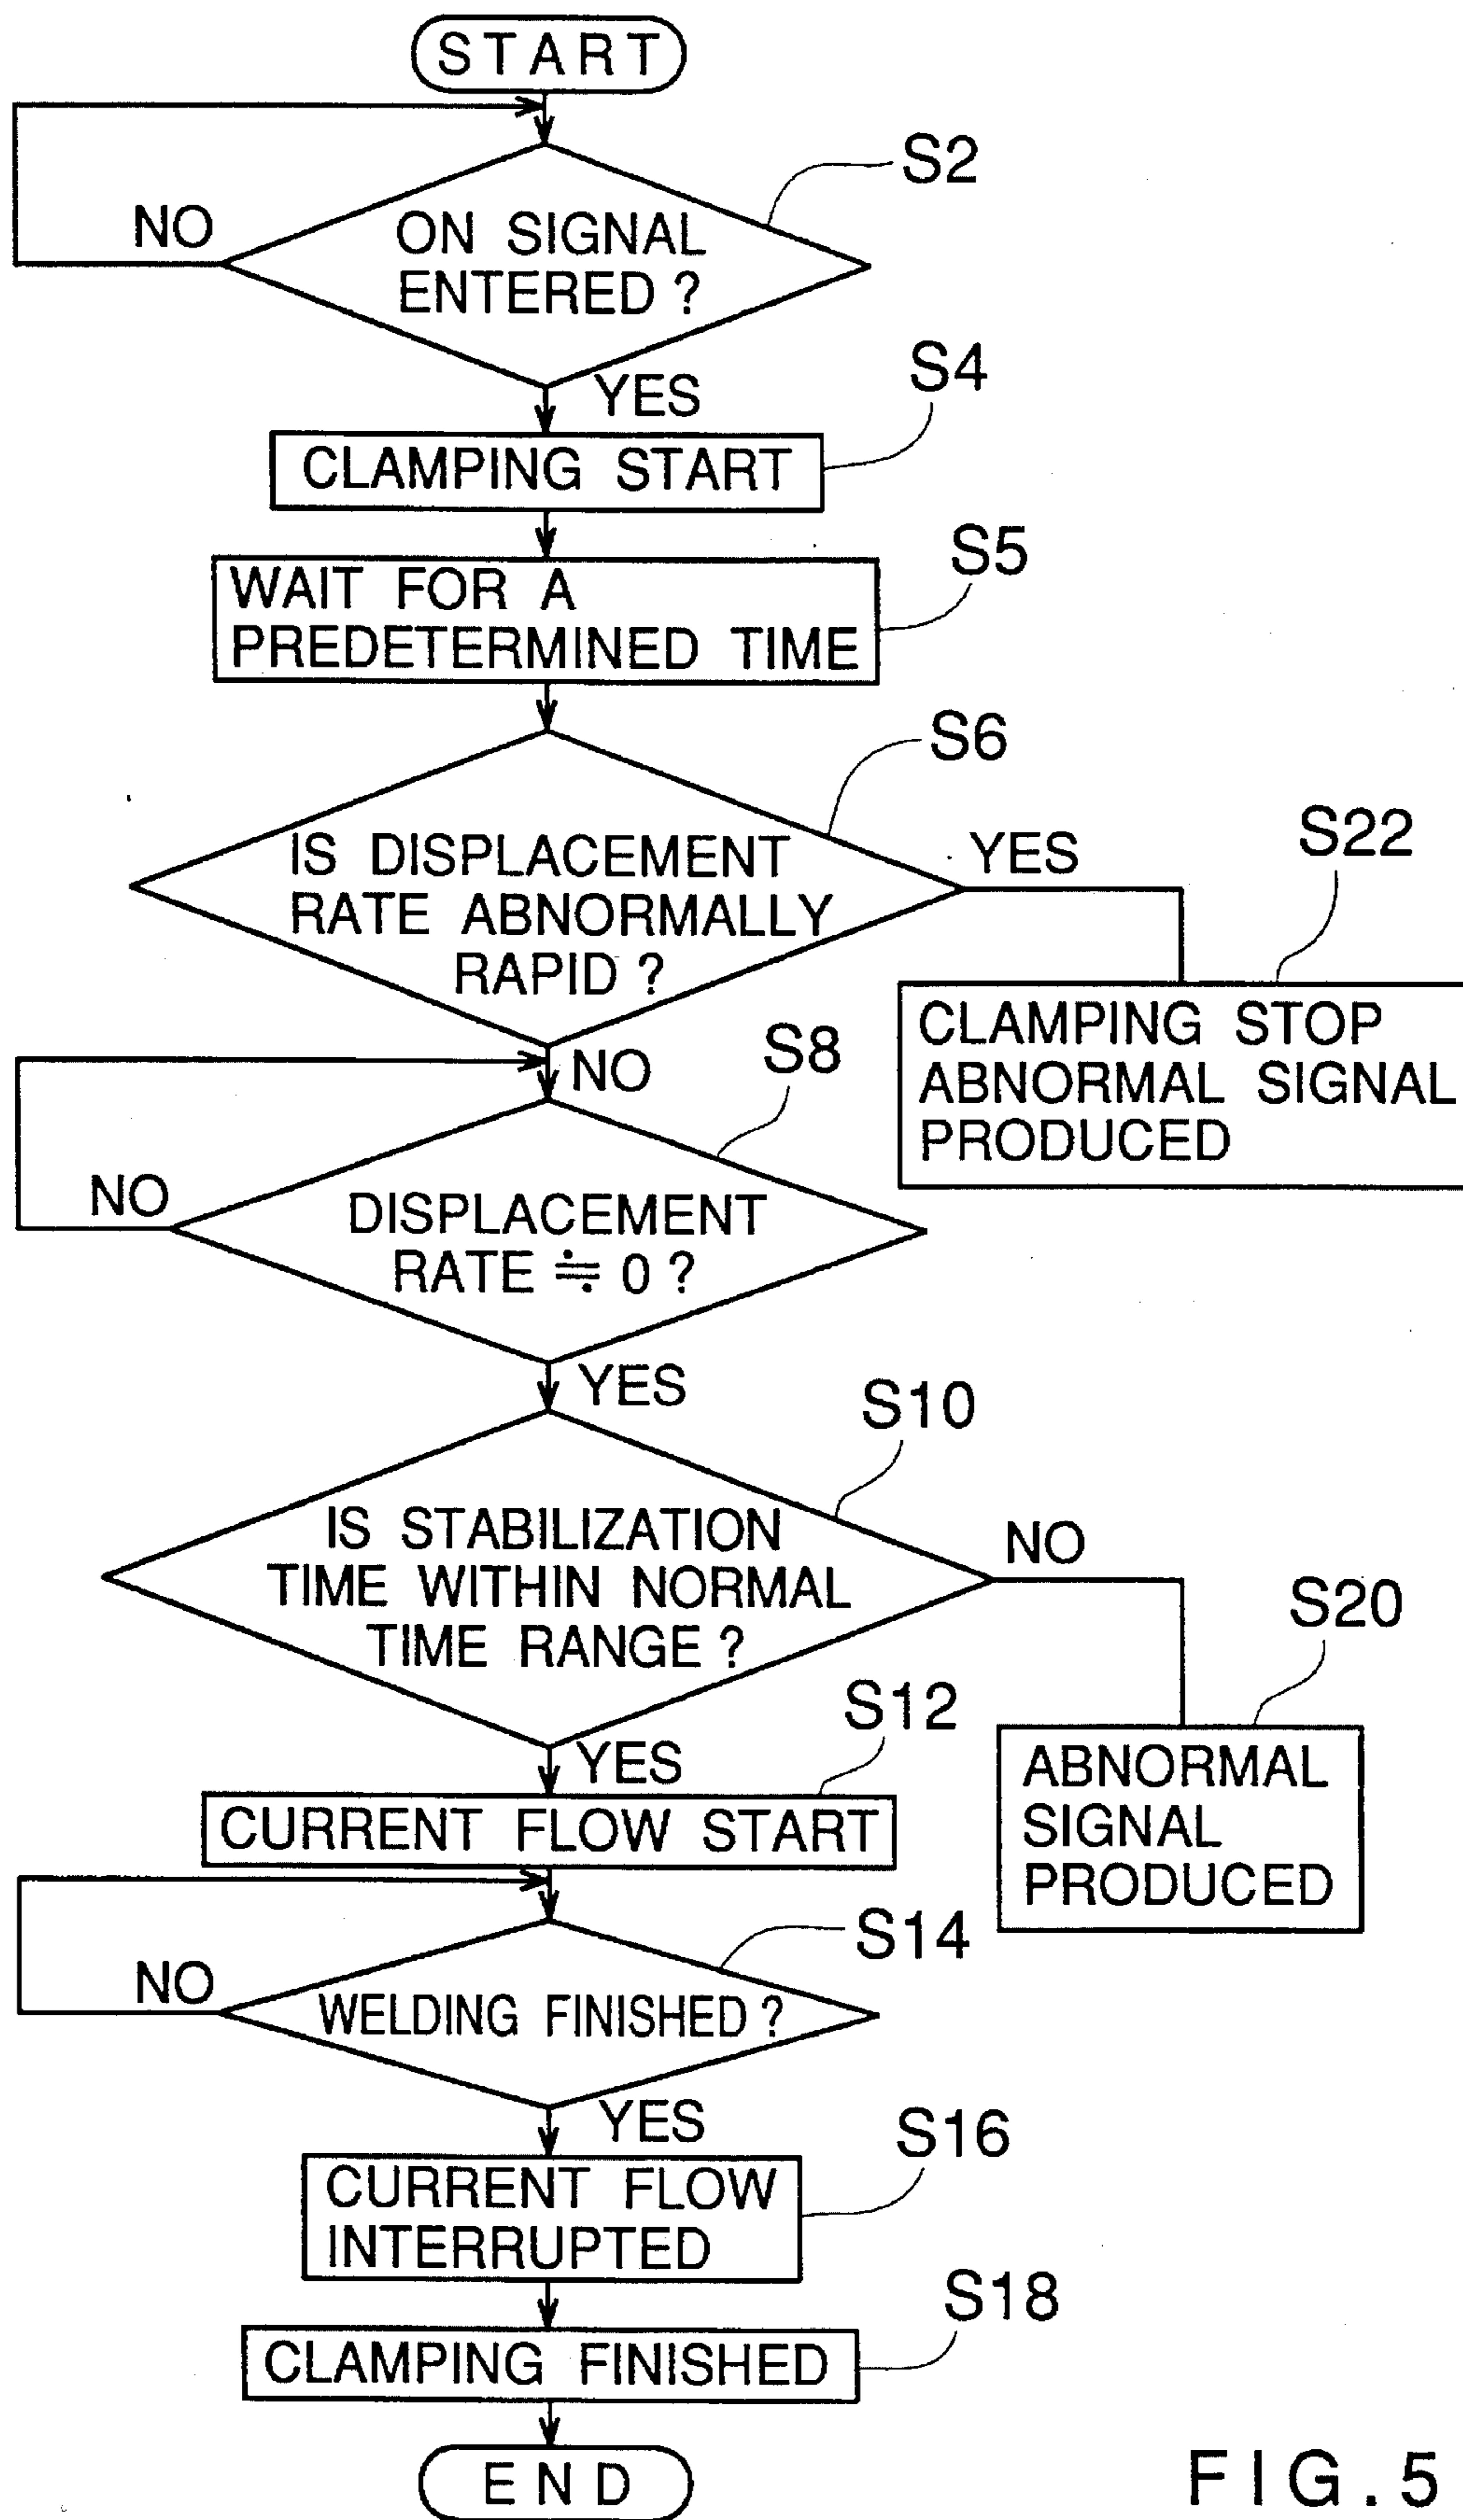 START
S2
NO
ON SIGNAL
ENTERED ?
YES
S4
CLAMPING START
S5
WAIT FOR A
PREDETERMINED TIME
S6
IS DISPLACEMENT
RATE ABNORMALLY
RAPID ?
YES
S22
CLAMPING STOP
ABNORMAL SIGNAL
PRODUCED
NO
S8
NO
DISPLACEMENT
RATE ≒ 0 ?
YES
S10
IS STABILIZATION
TIME WITHIN NORMAL
TIME RANGE ?
NO
S20
ABNORMAL
SIGNAL
PRODUCED
YES
S12
CURRENT FLOW START
S14
NO
WELDING FINISHED ?
YES
S16
CURRENT FLOW
INTERRUPTED
S18
CLAMPING FINISHED
END
FIG. 5